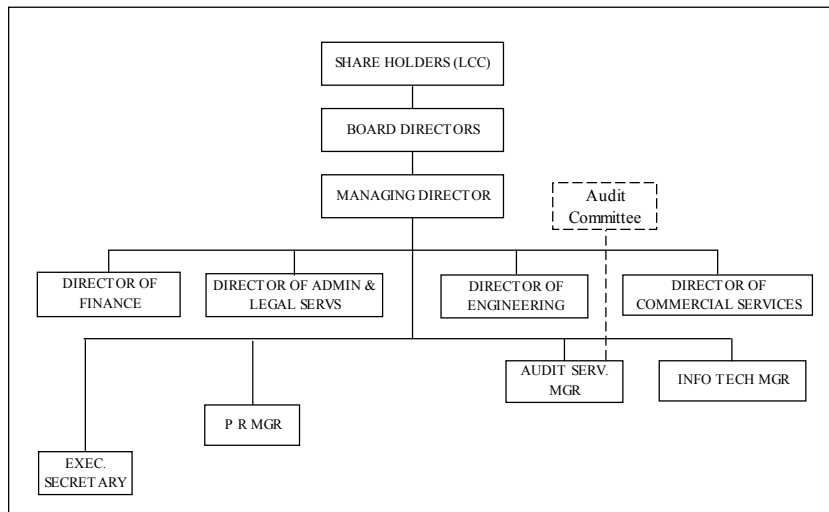 SHARE HOLDERS (LCC)
BOARD DIRECTORS
MANAGING DIRECTOR
Audit
Committee
DIRECTOR OF
FINANCE
DIRECTOR OF ADMIN &
LEGAL SERVS
DIRECTOR OF
ENGINEERING
DIRECTOR OF
COMMERCIAL SERVICES
AUDIT SERV.
MGR
INFO TECH MGR
P R MGR
EXEC.
SECRETARY